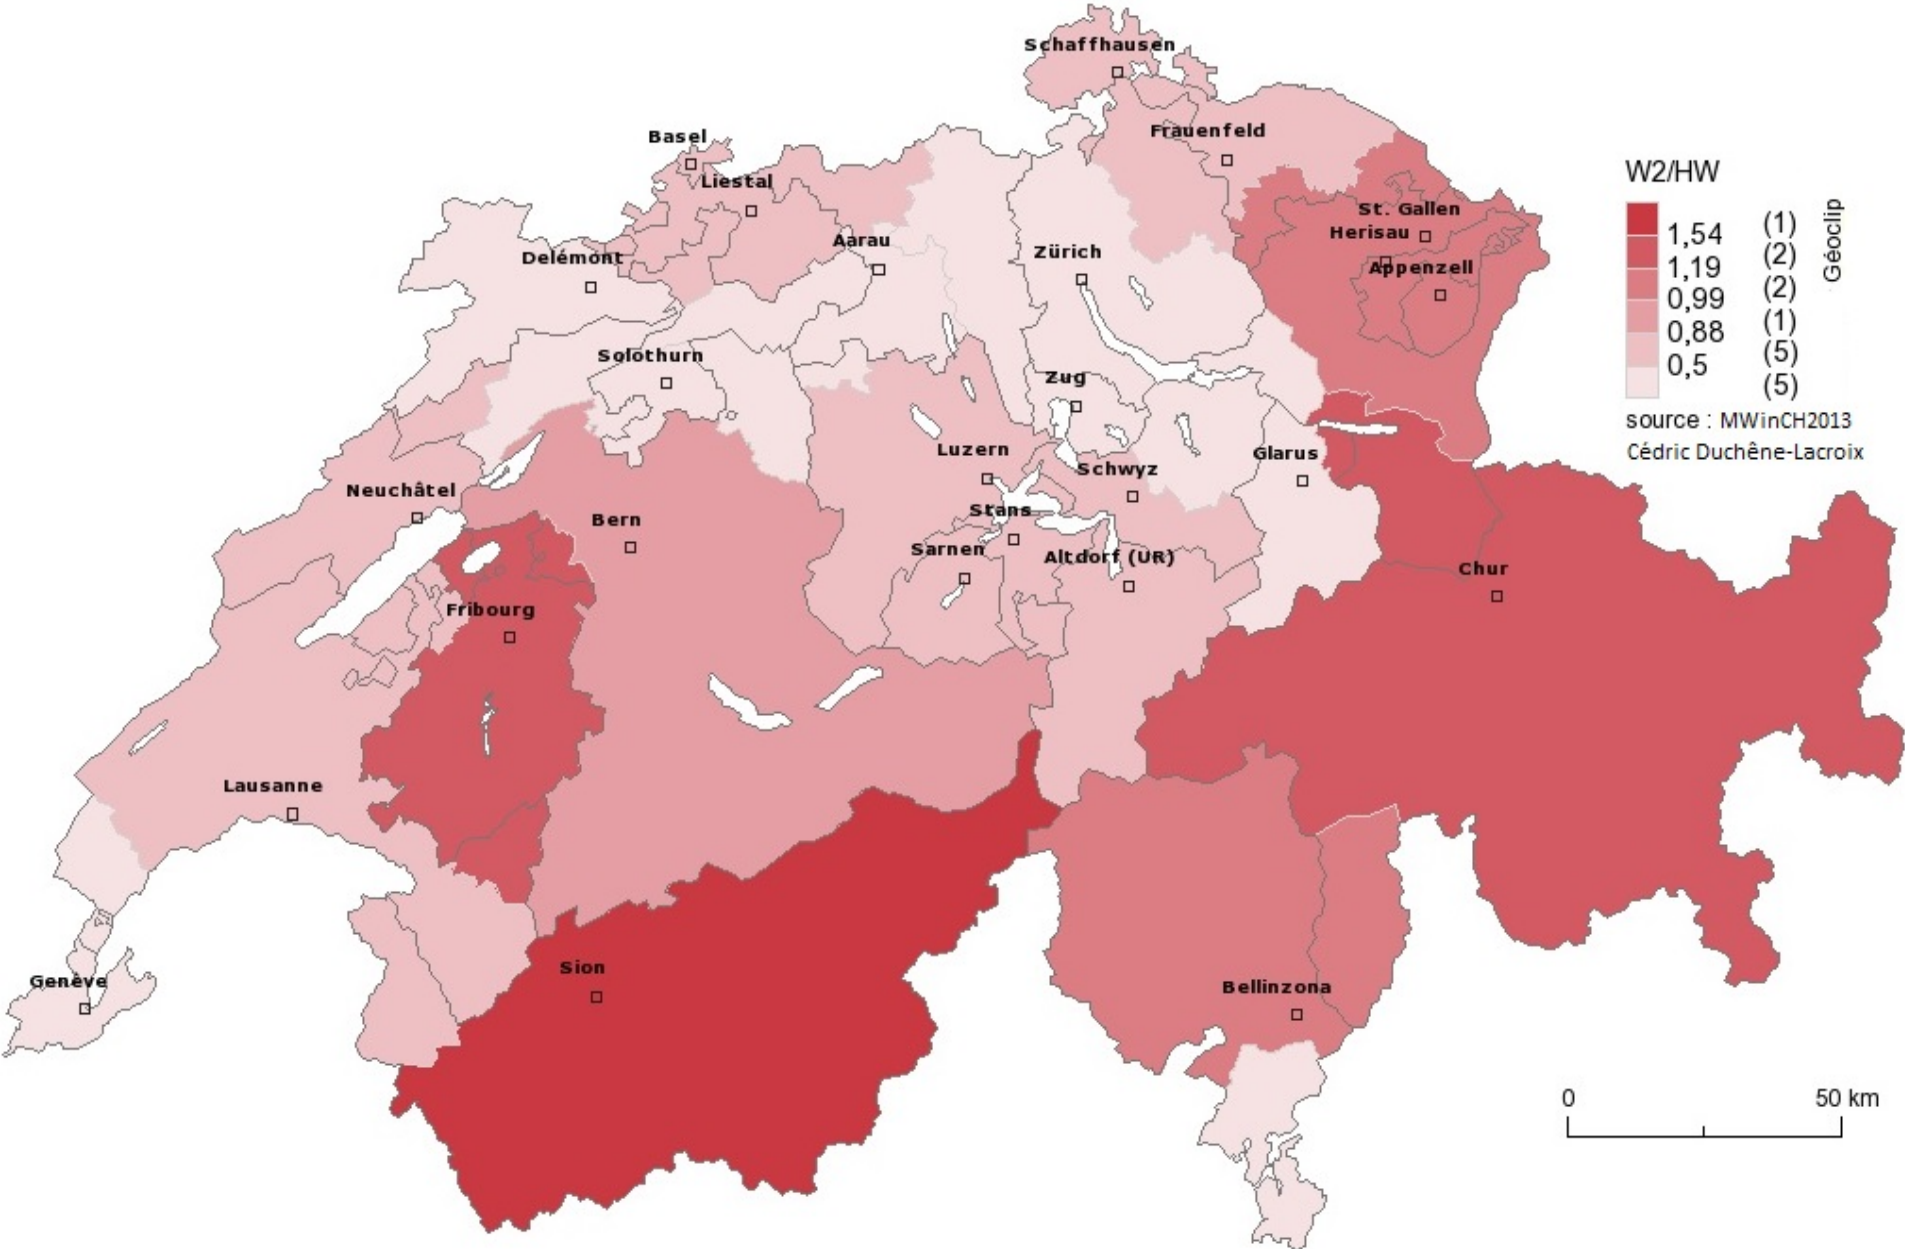 Schaffhausen
Frauenfeld
Basel
Liestal
W2/HW
1,54 (1)
1,19 (2)
0,99 (2)
0,88 (1)
0,5 (5)
(5)
Géoclip
source : MWinCH2013
Cédric Duchêne-Lacroix
St. Gallen
Herisau
Appenzell
Aarau
Zürich
Delémont
Solothurn
Zug
Luzern
Schwyz
Glarus
Neuchâtel
Stans
Bern
Sarnen
Altdorf (UR)
Chur
Fribourg
Lausanne
Sion
Genève
Bellinzona
0 50 km